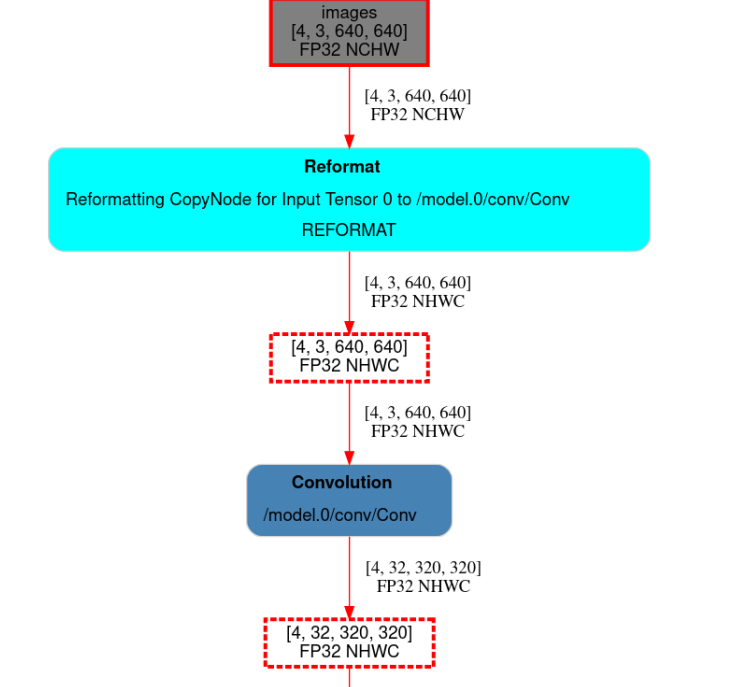 images
[4, 3, 640, 640]
FP32 NCHW
[4, 3, 640, 640]
FP32 NCHW
Reformat
Reformatting CopyNode for Input Tensor 0 to /model.0/conv/Conv
REFORMAT
[4, 3, 640, 640]
FP32 NHWC
[4, 3, 640, 640]
FP32 NHWC
[4, 3, 640, 640]
FP32 NHWC
Convolution
/model.0/conv/Conv
[4, 32, 320, 320]
FP32 NHWC
[4, 32, 320, 320]
FP32 NHWC